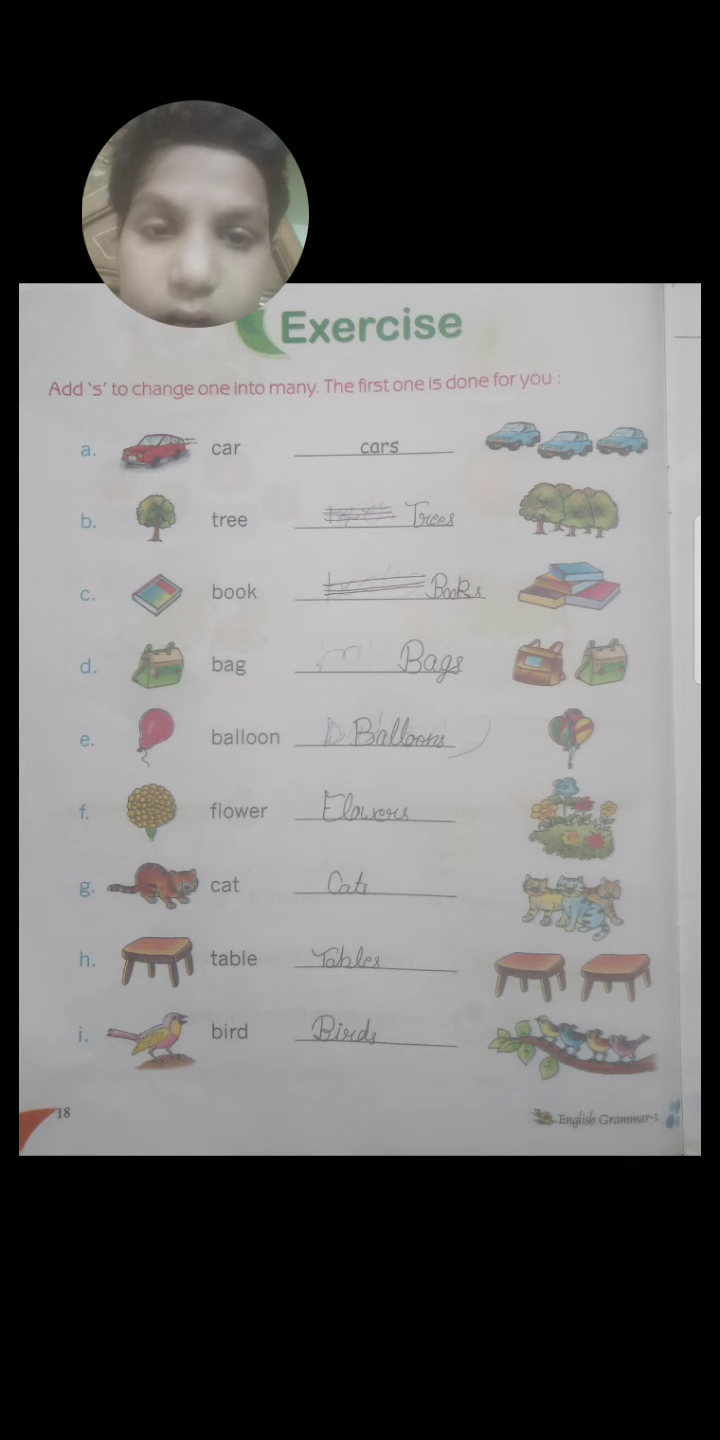 Exercise
Add 's' to change one into many. The first one is done for you :
a. car cars
b. tree Trees
c. book Books
d. bag Bags
e. balloon Balloons
f. flower Flowers
g. cat Cats
h. table Tables
i. bird Birds
18 English Grammar-1